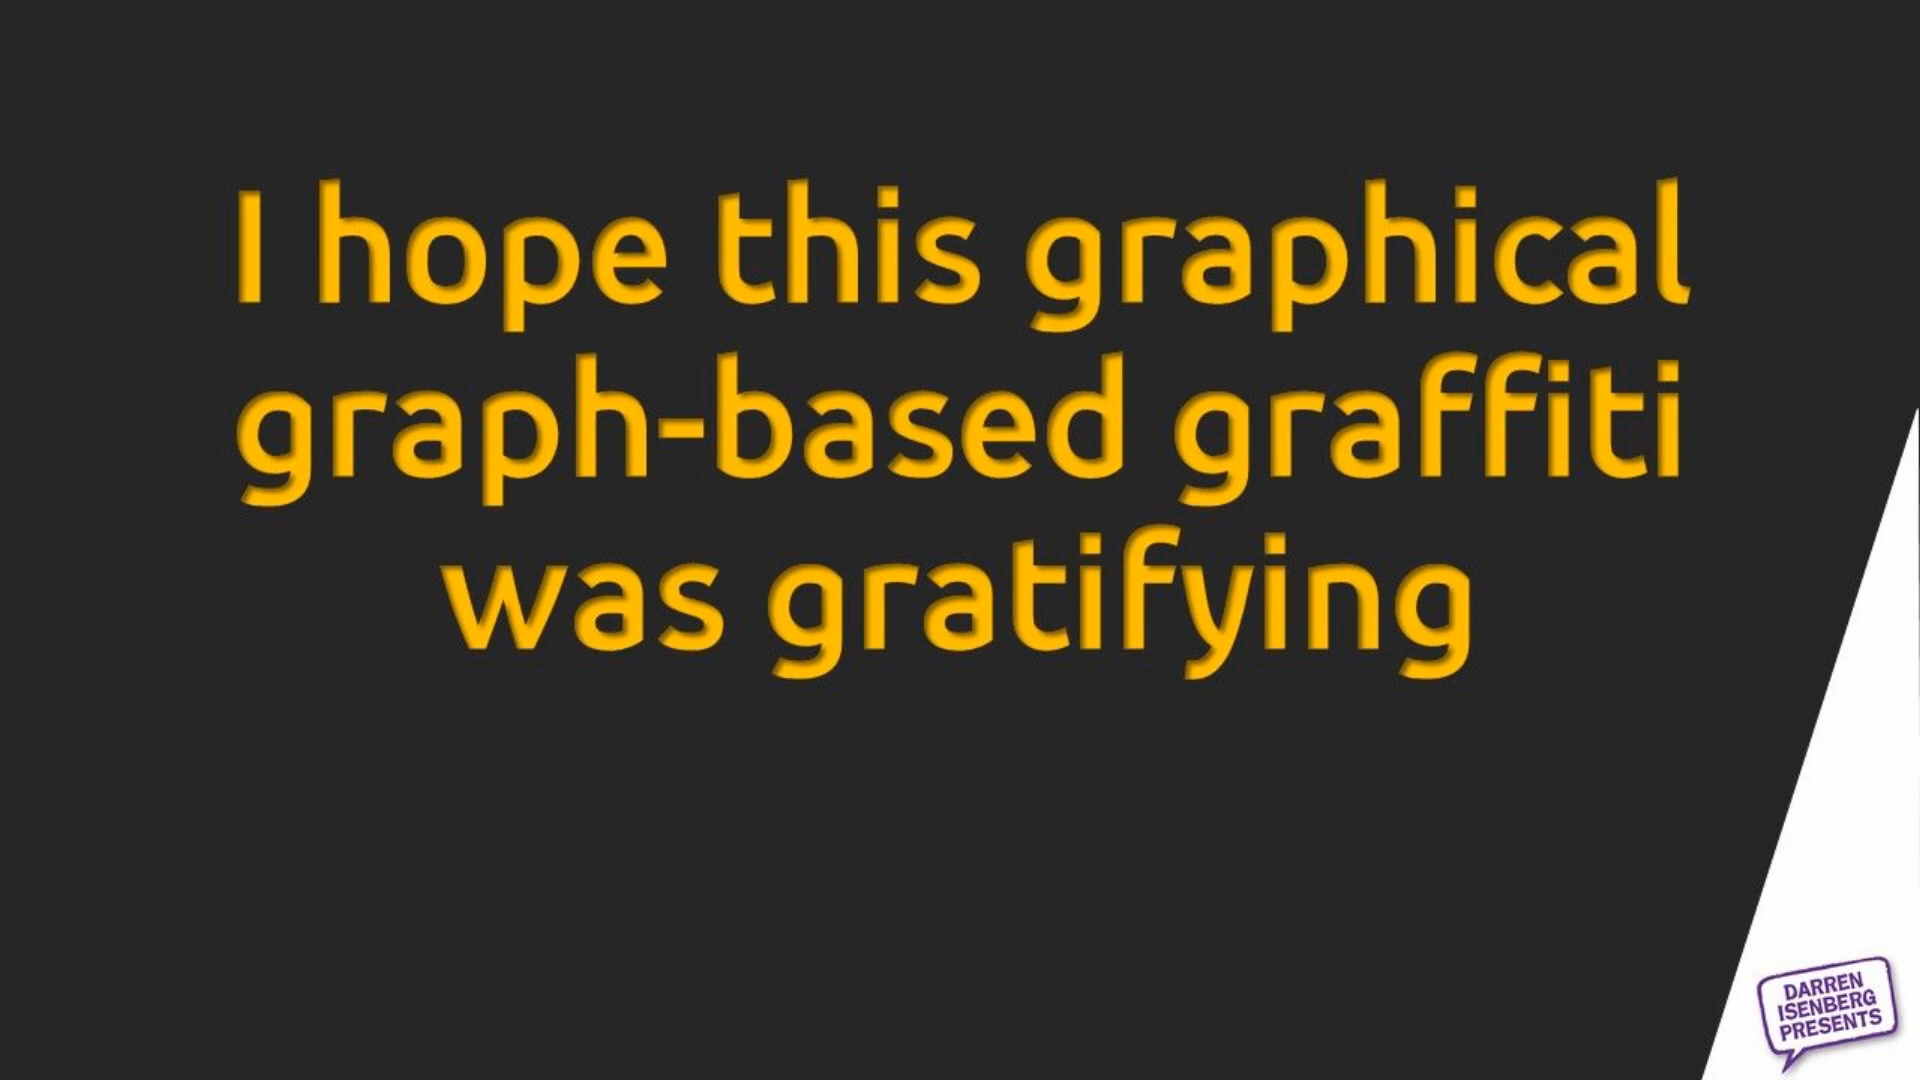 I hope this graphical
graph-based graffiti
was gratifying
DARREN
ISENBERG
PRESENTS